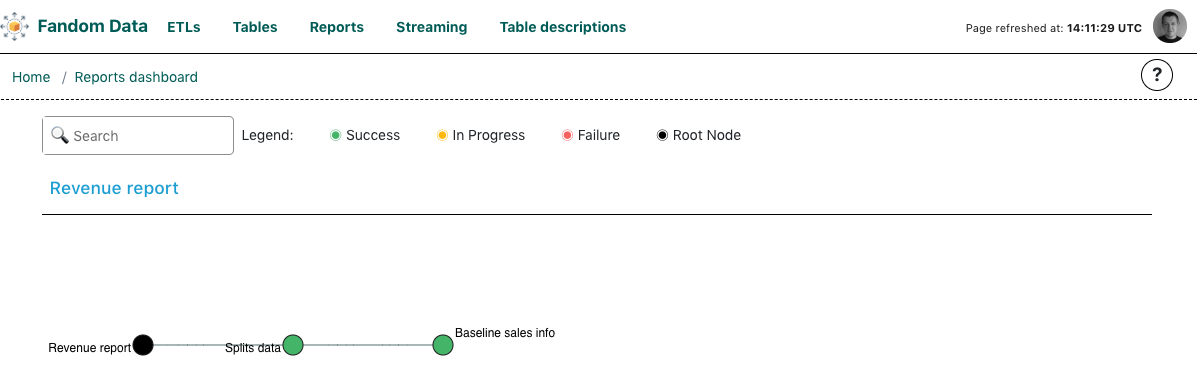 Fandom Data ETLs Tables Reports Streaming Table descriptions Page refreshed at: 14:11:29 UTC
Home / Reports dashboard ?
Search Legend: Success In Progress Failure Root Node
Revenue report
Baseline sales info
Revenue report Splits data